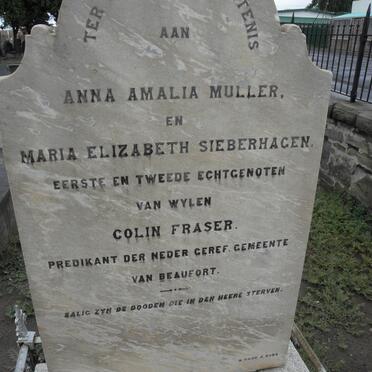 TER
TENIS
AAN
ANNA AMALIA MULLER,
EN
MARIA ELIZABETH SIEBERHAGEN.
EERSTE EN TWEEDE ECHTGENOTEN
VAN WYLEN
COLIN FRASER.
PREDIKANT DER NEDER GEREF. GEMEENTE
VAN BEAUFORT.
ZALIG ZYN DE DOODEN DIE IN DEN HEERE STERVEN.